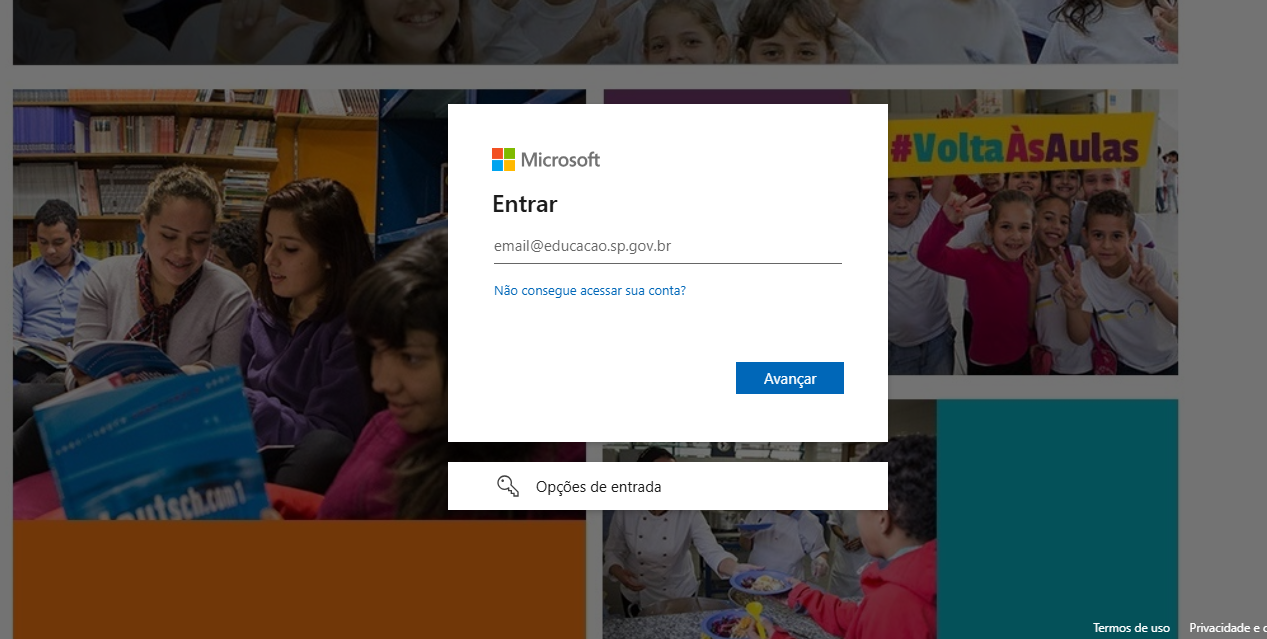 #VoltaÀsAulas
Microsoft
Entrar
email@educacao.sp.gov.br
Não consegue acessar sua conta?
Avançar
Opções de entrada
Termos de uso
Privacidade e